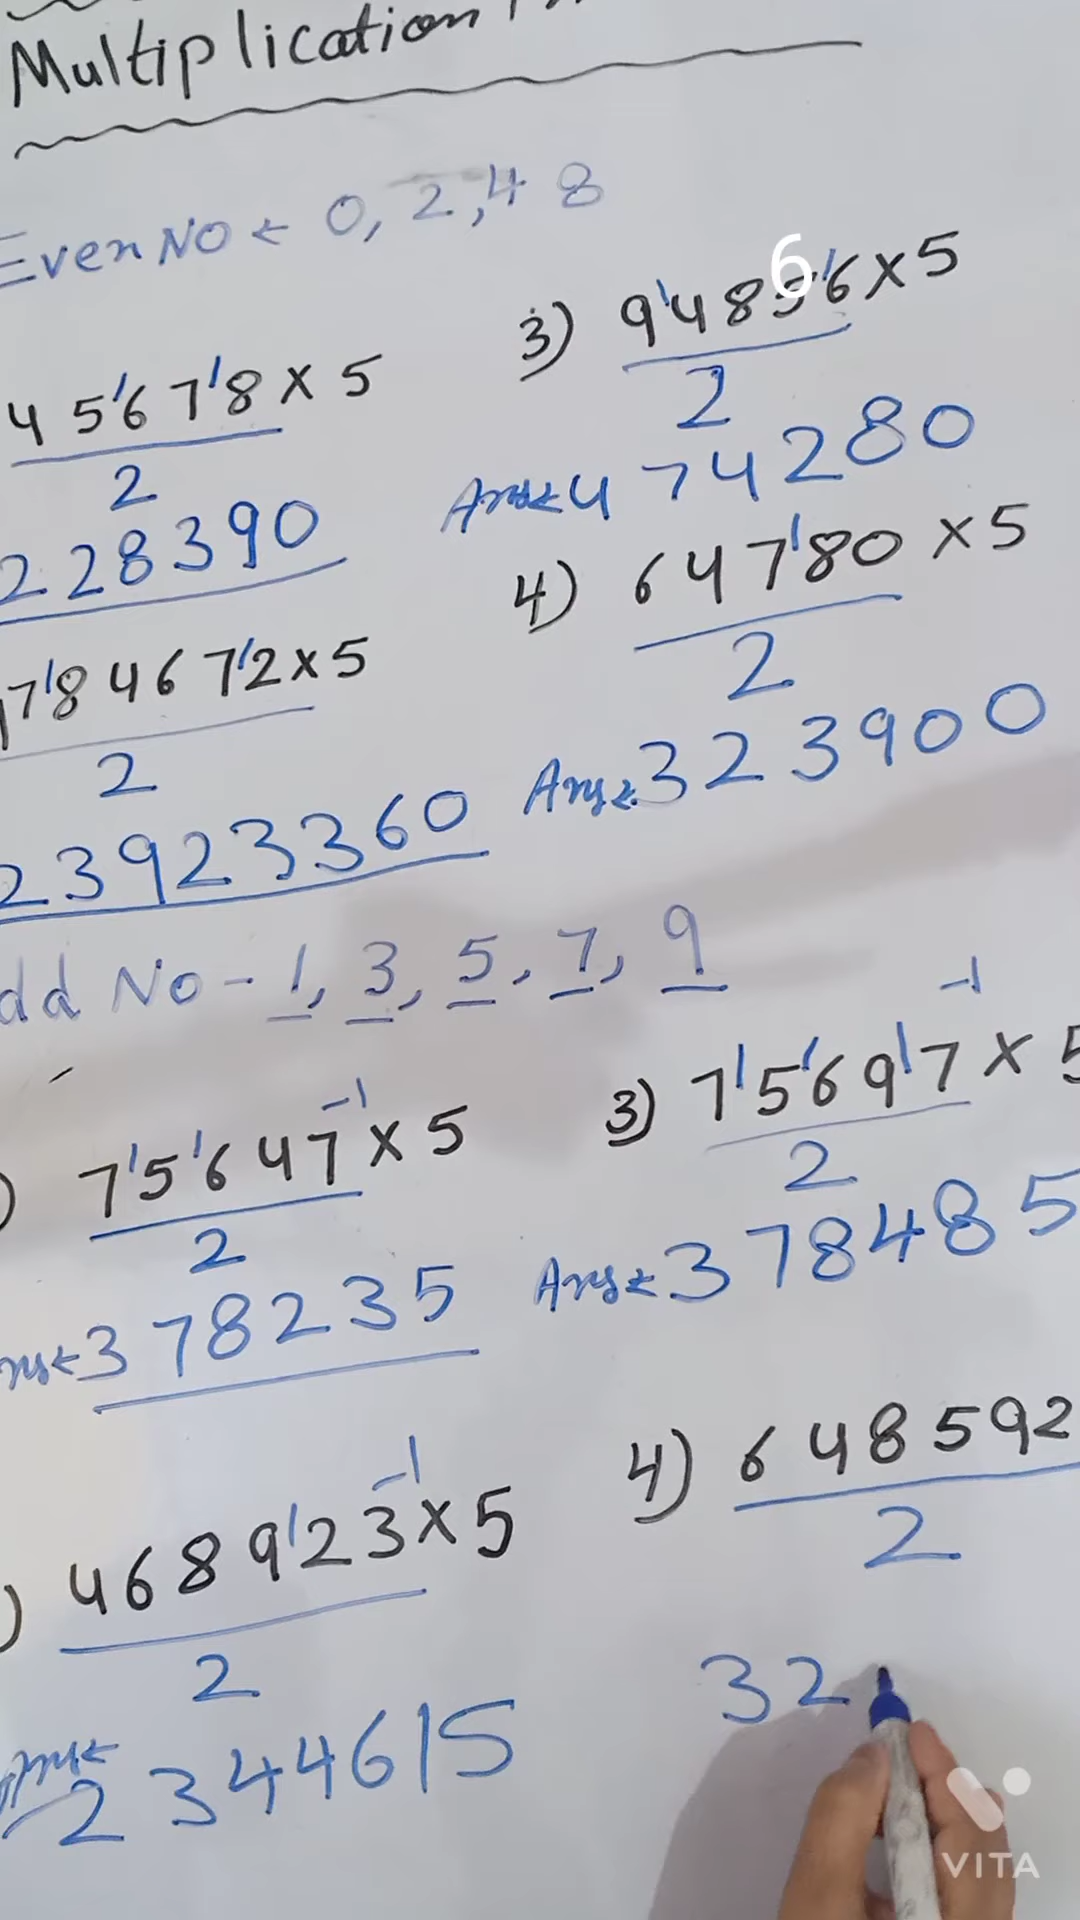 Multiplication
Even No ← 0, 2, 4 8
45678 x 5
2
228390
784672 x 5
2
23923360
3) 94856 x 5
6
2
Ans ← 474280
4) 64780 x 5
2
Ans ← 323900
dd No - 1, 3, 5, 7, 9
) 75647 x 5
-1
2
ns ← 378235
) 468923 x 5
-1
2
Ans ←
2344615
3) 75697 x 5
-1
2
Ans ← 378485
4) 648592
2
32
VITA